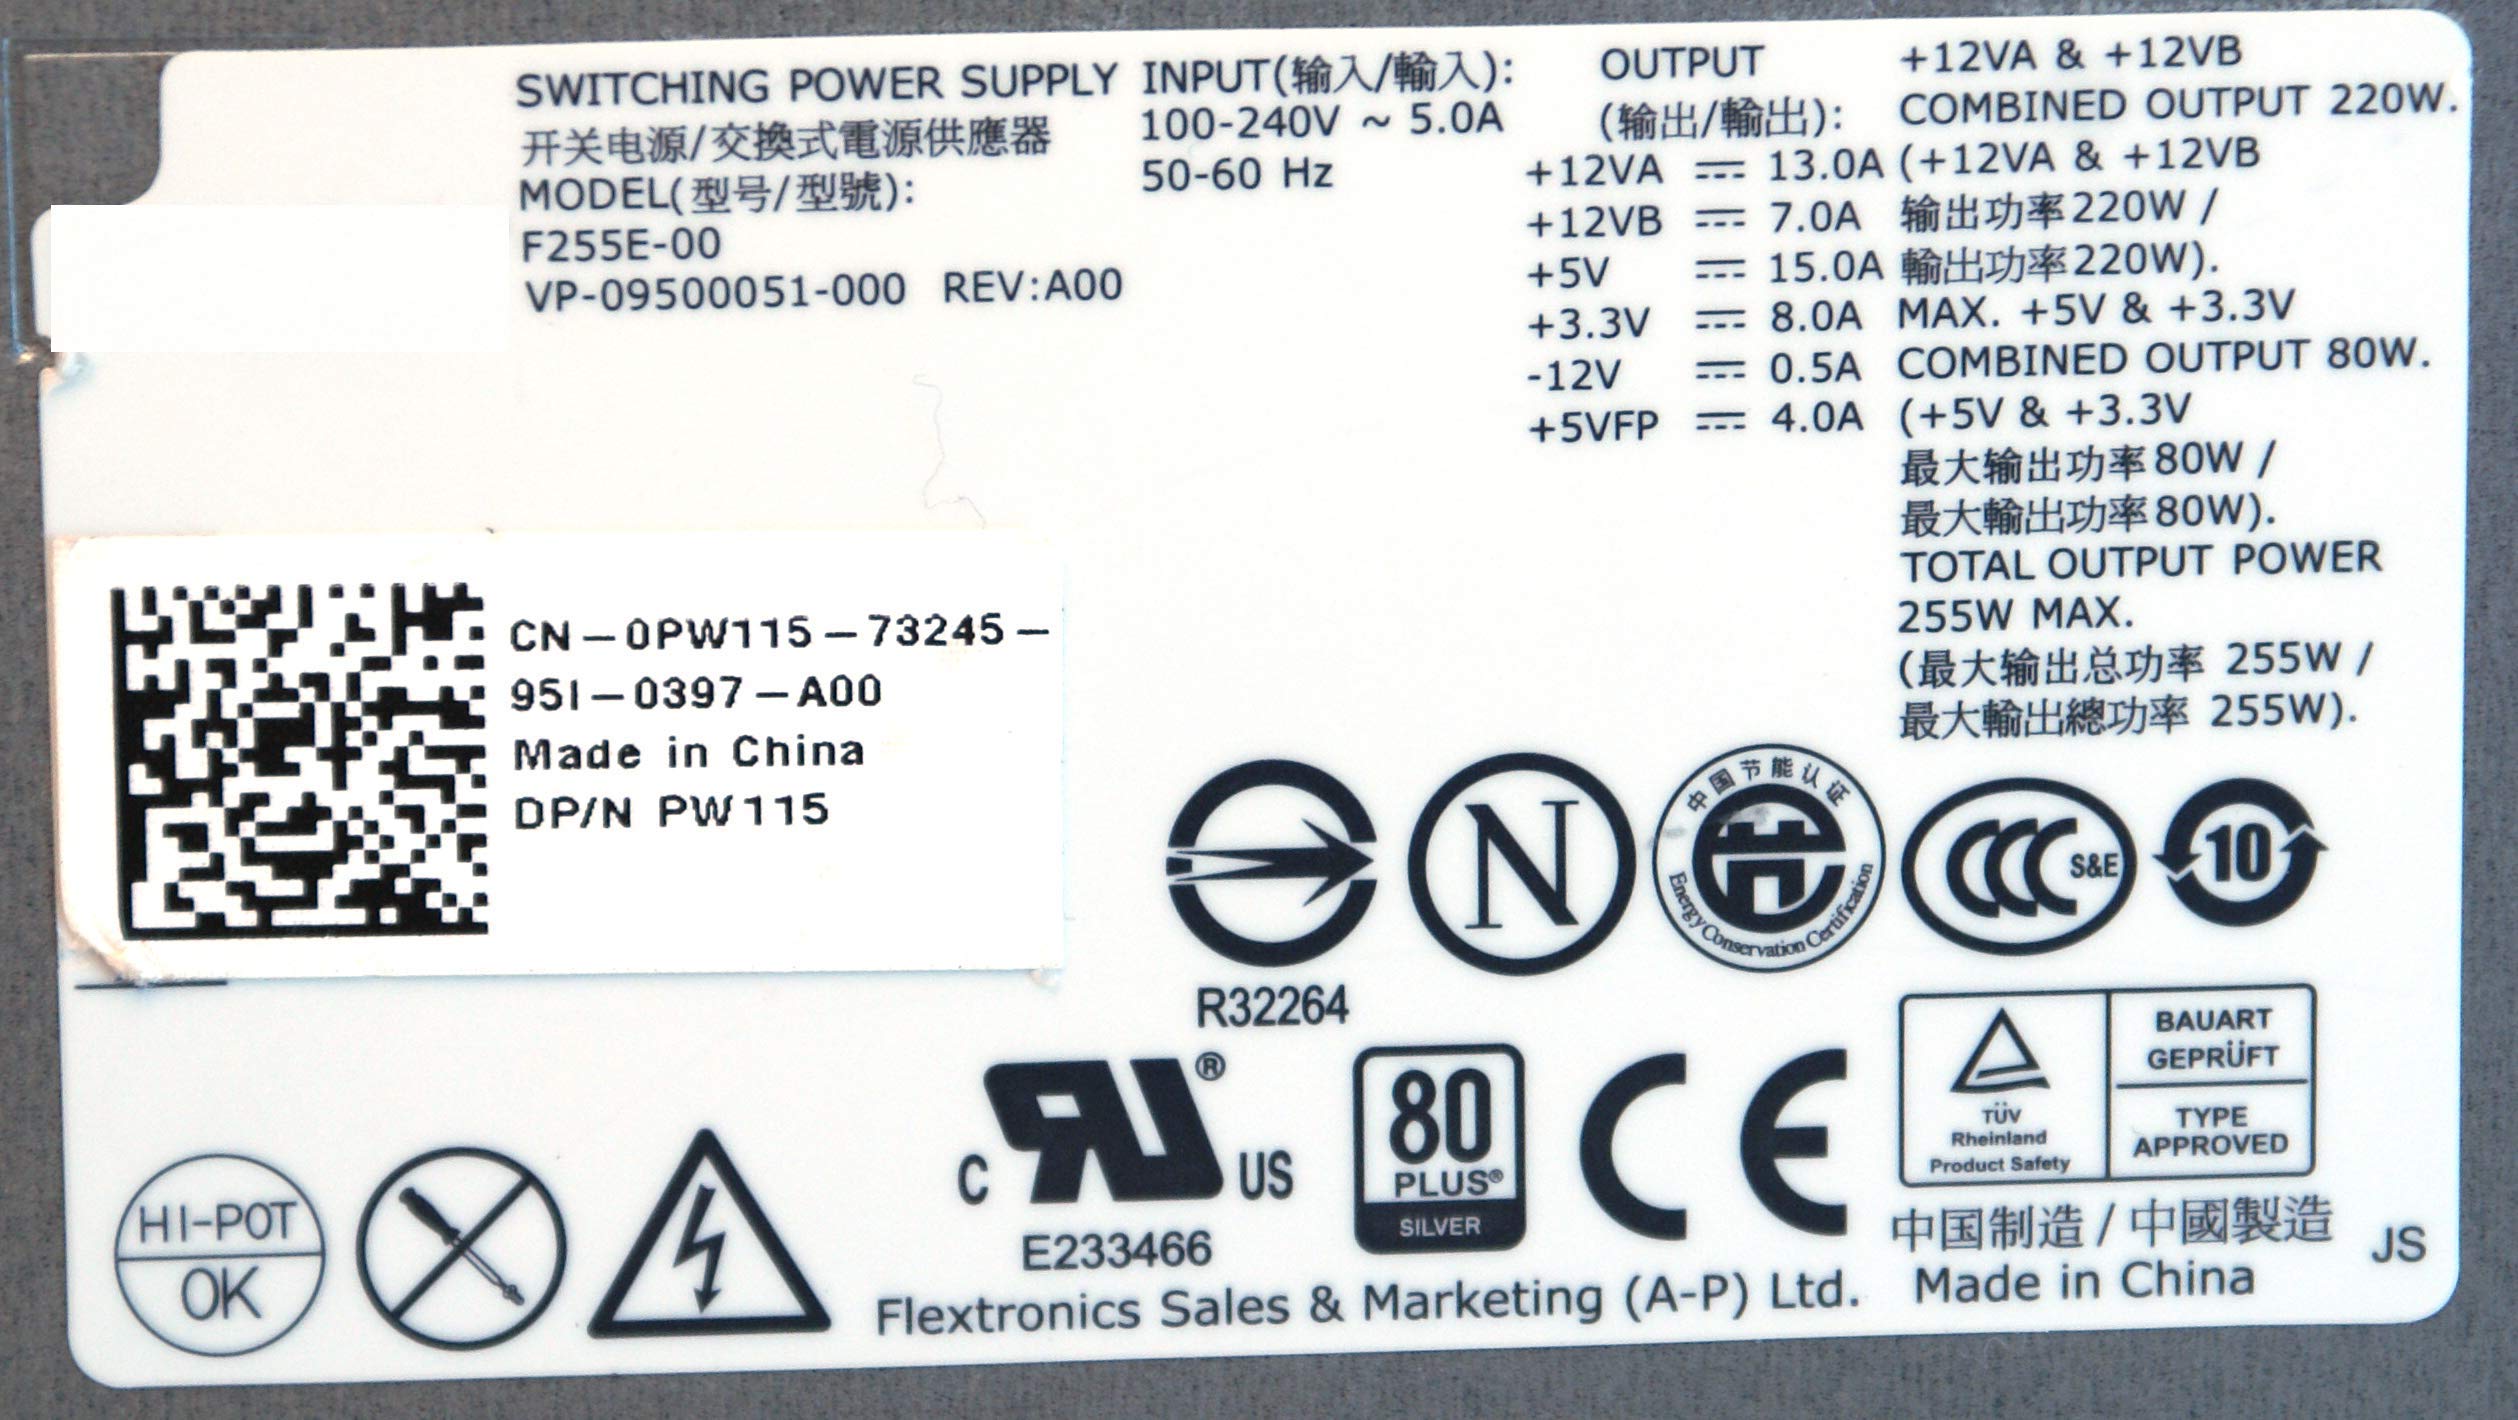 SWITCHING POWER SUPPLY
开关电源/交換式電源供應器
MODEL(型号/型號):
F255E-00
VP-09500051-000 REV:A00
INPUT(输入/輸入):
100-240V ~ 5.0A
50-60 Hz
OUTPUT
(输出/輸出):
+12VA ⎓ 13.0A
+12VB ⎓ 7.0A
+5V ⎓ 15.0A
+3.3V ⎓ 8.0A
-12V ⎓ 0.5A
+5VFP ⎓ 4.0A
+12VA & +12VB
COMBINED OUTPUT 220W.
(+12VA & +12VB
输出功率220W /
輸出功率220W).
MAX. +5V & +3.3V
COMBINED OUTPUT 80W.
(+5V & +3.3V
最大输出功率80W /
最大輸出功率80W).
TOTAL OUTPUT POWER
255W MAX.
(最大输出总功率 255W /
最大輸出總功率 255W).
CN-0PW115-73245-
95I-0397-A00
Made in China
DP/N PW115
R32264
N
中国节能认证
Energy Conservation Certification
CCC S&E
10
HI-POT
OK
C RU® US
E233466
80
PLUS®
SILVER
CE
TÜV
Rheinland
Product Safety
BAUART
GEPRÜFT
TYPE
APPROVED
中国制造 / 中國製造
JS
Flextronics Sales & Marketing (A-P) Ltd. Made in China